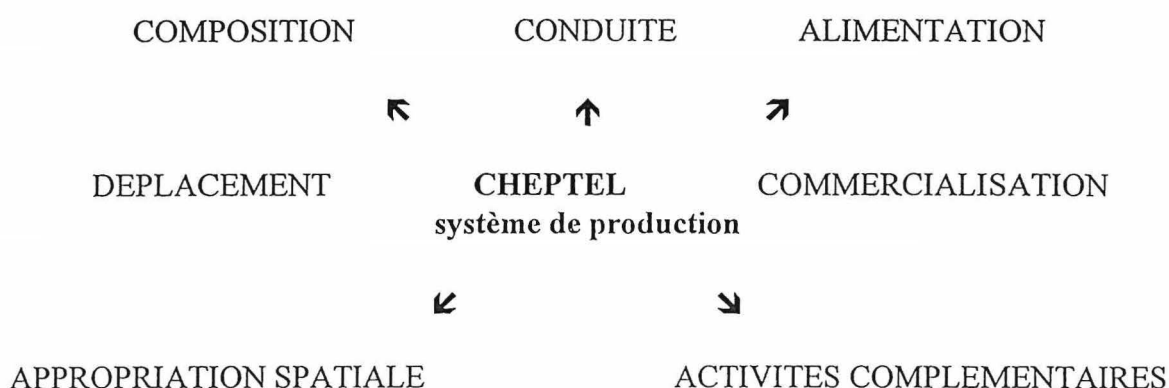 COMPOSITION CONDUITE ALIMENTATION
DEPLACEMENT CHEPTEL COMMERCIALISATION
système de production
APPROPRIATION SPATIALE ACTIVITES COMPLEMENTAIRES